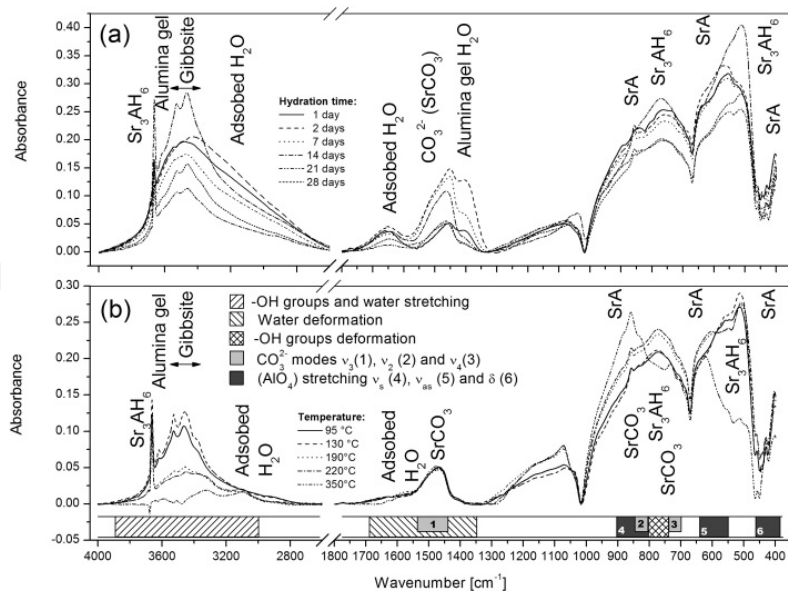 (a)
Absorbance
0.40
0.35
0.30
0.25
0.20
0.15
0.10
0.05
0.00
Sr₃AH₆
Alumina gel
Gibbsite
Adsobed H₂O
Hydration time:
1 day
2 days
7 days
14 days
21 days
28 days
Adsobed H₂O
CO₃²⁻ (SrCO₃)
Alumina gel H₂O
SrA
Sr₃AH₆
SrA
Sr₃AH₆
SrA
(b)
Absorbance
0.30
0.25
0.20
0.15
0.10
0.05
0.00
-OH groups and water stretching
Water deformation
-OH groups deformation
CO₃²⁻ modes ν₃(1), ν₂ (2) and ν₄(3)
(AlO₄) stretching νₛ (4), νₐₛ (5) and δ (6)
Sr₃AH₆
Alumina gel
Gibbsite
Adsobed
H₂O
Temperature:
95 °C
130 °C
190°C
220°C
350°C
Adsobed
H₂O
SrCO₃
SrA
SrCO₃
Sr₃AH₆
SrCO₃
SrA
Sr₃AH₆
SrA
1
4
2
3
5
6
4000 3600 3200 2800 1800 1700 1600 1500 1400 1300 1200 1100 1000 900 800 700 600 500 400
Wavenumber [cm⁻¹]